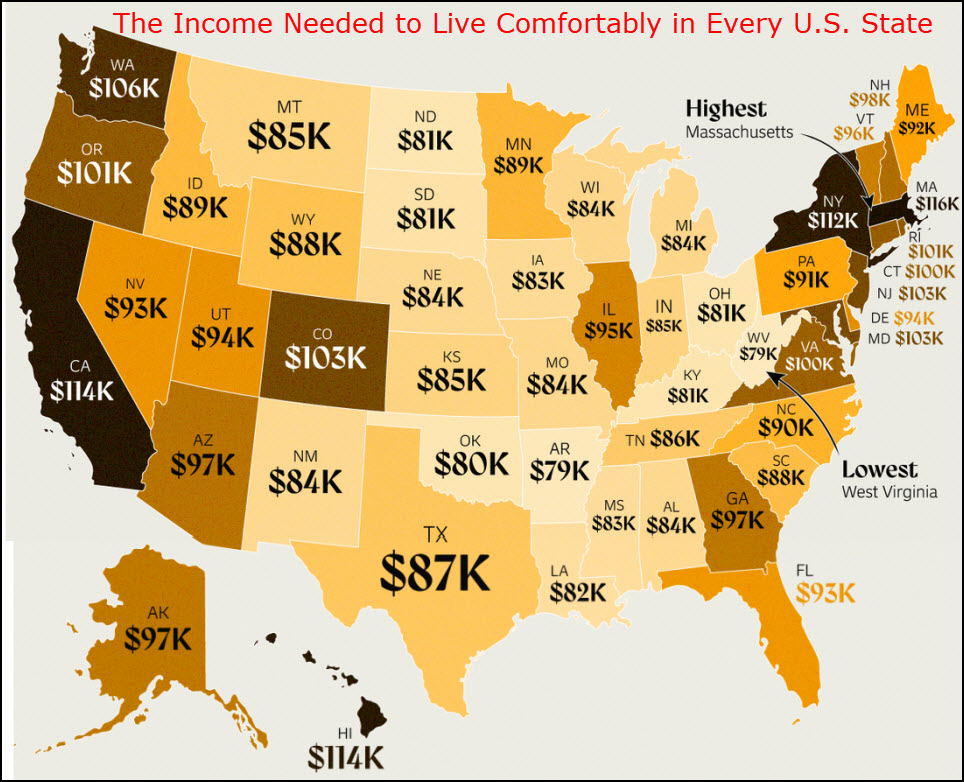 The Income Needed to Live Comfortably in Every U.S. State
WA
$106K
OR
$101K
CA
$114K
NV
$93K
ID
$89K
MT
$85K
WY
$88K
UT
$94K
CO
$103K
AZ
$97K
NM
$84K
ND
$81K
SD
$81K
NE
$84K
KS
$85K
OK
$80K
TX
$87K
MN
$89K
IA
$83K
MO
$84K
AR
$79K
LA
$82K
WI
$84K
IL
$95K
MI
$84K
IN
$85K
OH
$81K
KY
$81K
TN $86K
MS
$83K
AL
$84K
GA
$97K
FL
$93K
SC
$88K
NC
$90K
VA
$100K
WV
$79K
PA
$91K
NY
$112K
VT
$96K
NH
$98K
ME
$92K
MA
$116K
RI
$101K
CT $100K
NJ $103K
DE $94K
MD $103K
Highest
Massachusetts
Lowest
West Virginia
AK
$97K
HI
$114K